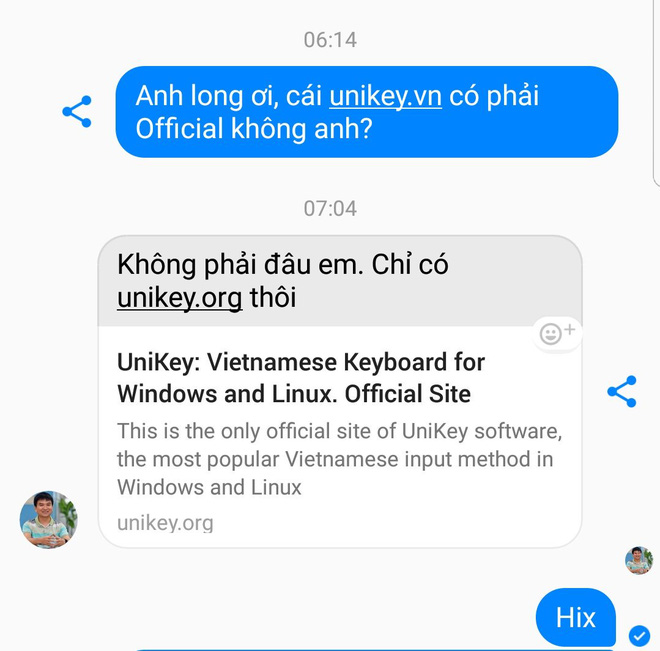 06:14
Anh long ơi, cái unikey.vn có phải
Official không anh?
07:04
Không phải đâu em. Chỉ có
unikey.org thôi
UniKey: Vietnamese Keyboard for
Windows and Linux. Official Site
This is the only official site of UniKey software,
the most popular Vietnamese input method in
Windows and Linux
unikey.org
Hix